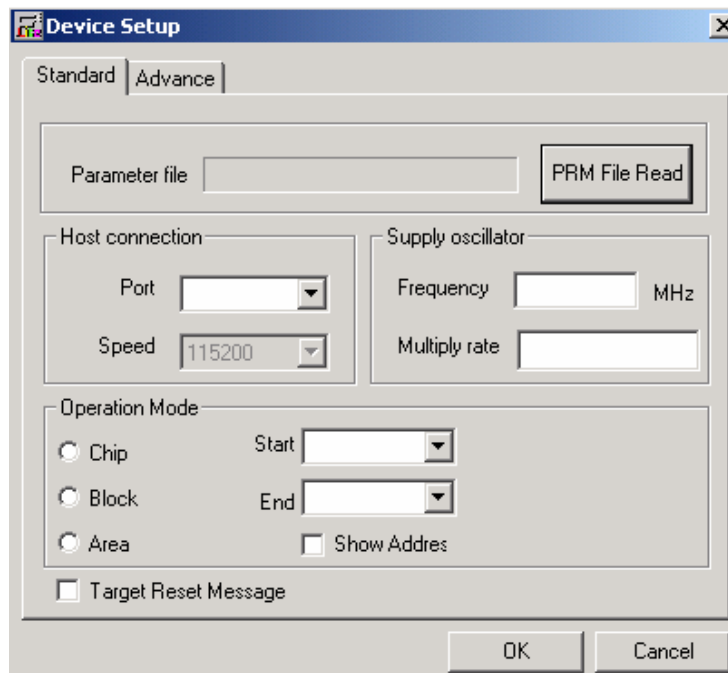 Device Setup
Standard Advance
Parameter file PRM File Read
Host connection
Port
Speed 115200
Supply oscillator
Frequency MHz
Multiply rate
Operation Mode
Chip
Block
Area
Start
End
Show Addres
Target Reset Message
OK Cancel